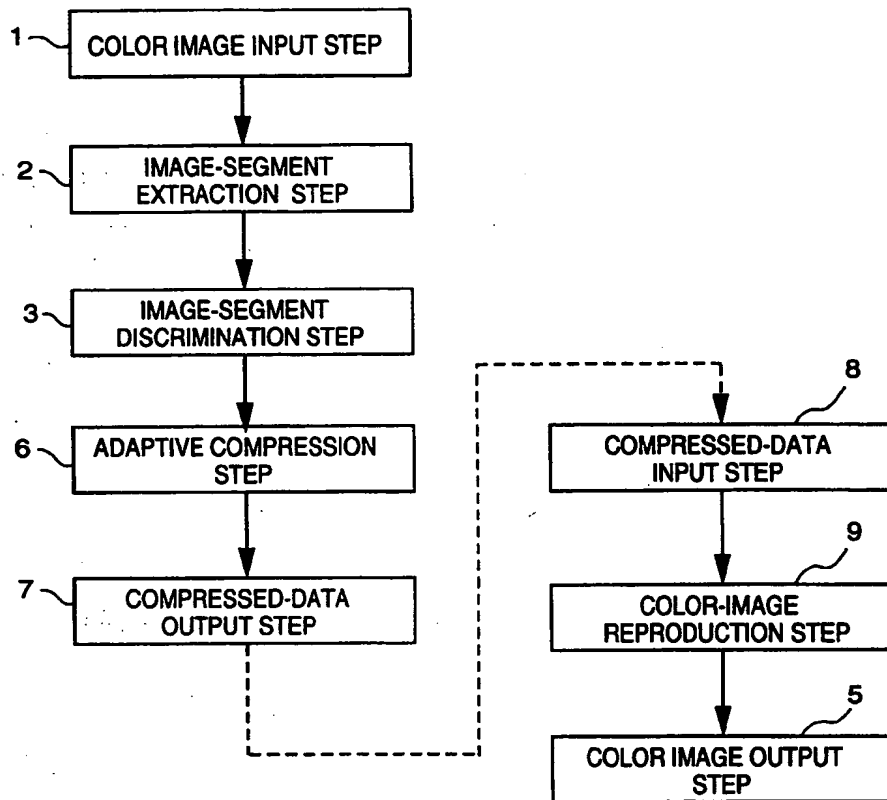 1
COLOR IMAGE INPUT STEP
2
IMAGE-SEGMENT
EXTRACTION STEP
3
IMAGE-SEGMENT
DISCRIMINATION STEP
6
ADAPTIVE COMPRESSION
STEP
7
COMPRESSED-DATA
OUTPUT STEP
8
COMPRESSED-DATA
INPUT STEP
9
COLOR-IMAGE
REPRODUCTION STEP
5
COLOR IMAGE OUTPUT
STEP